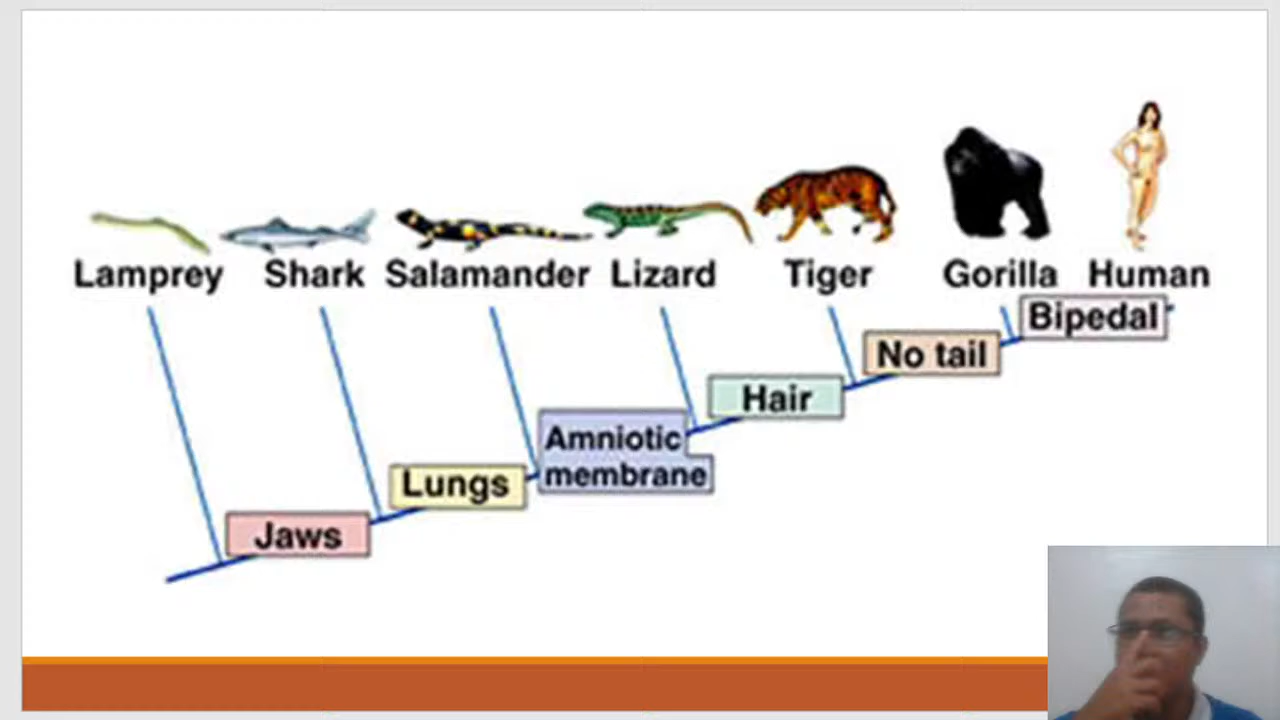 Lamprey Shark Salamander Lizard Tiger Gorilla Human
Bipedal
No tail
Hair
Amniotic
membrane
Lungs
Jaws